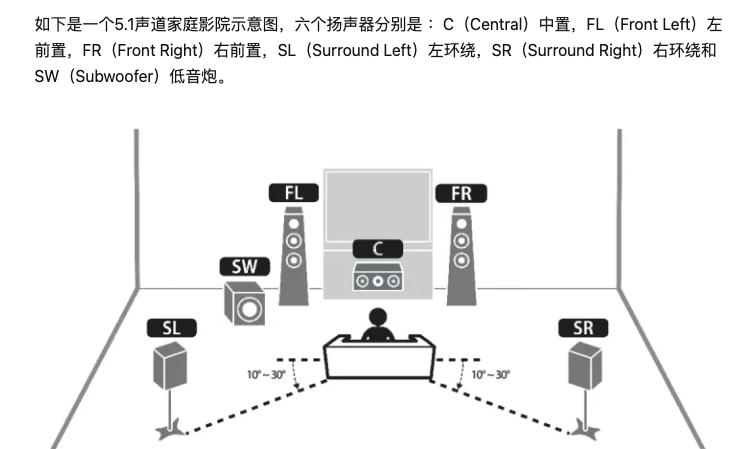 如下是一个5.1声道家庭影院示意图，六个扬声器分别是： C（Central）中置，FL（Front Left）左
前置，FR（Front Right）右前置，SL（Surround Left）左环绕，SR（Surround Right）右环绕和
SW（Subwoofer）低音炮。
FL
FR
C
SW
SL
SR
10°~30°
10°~30°